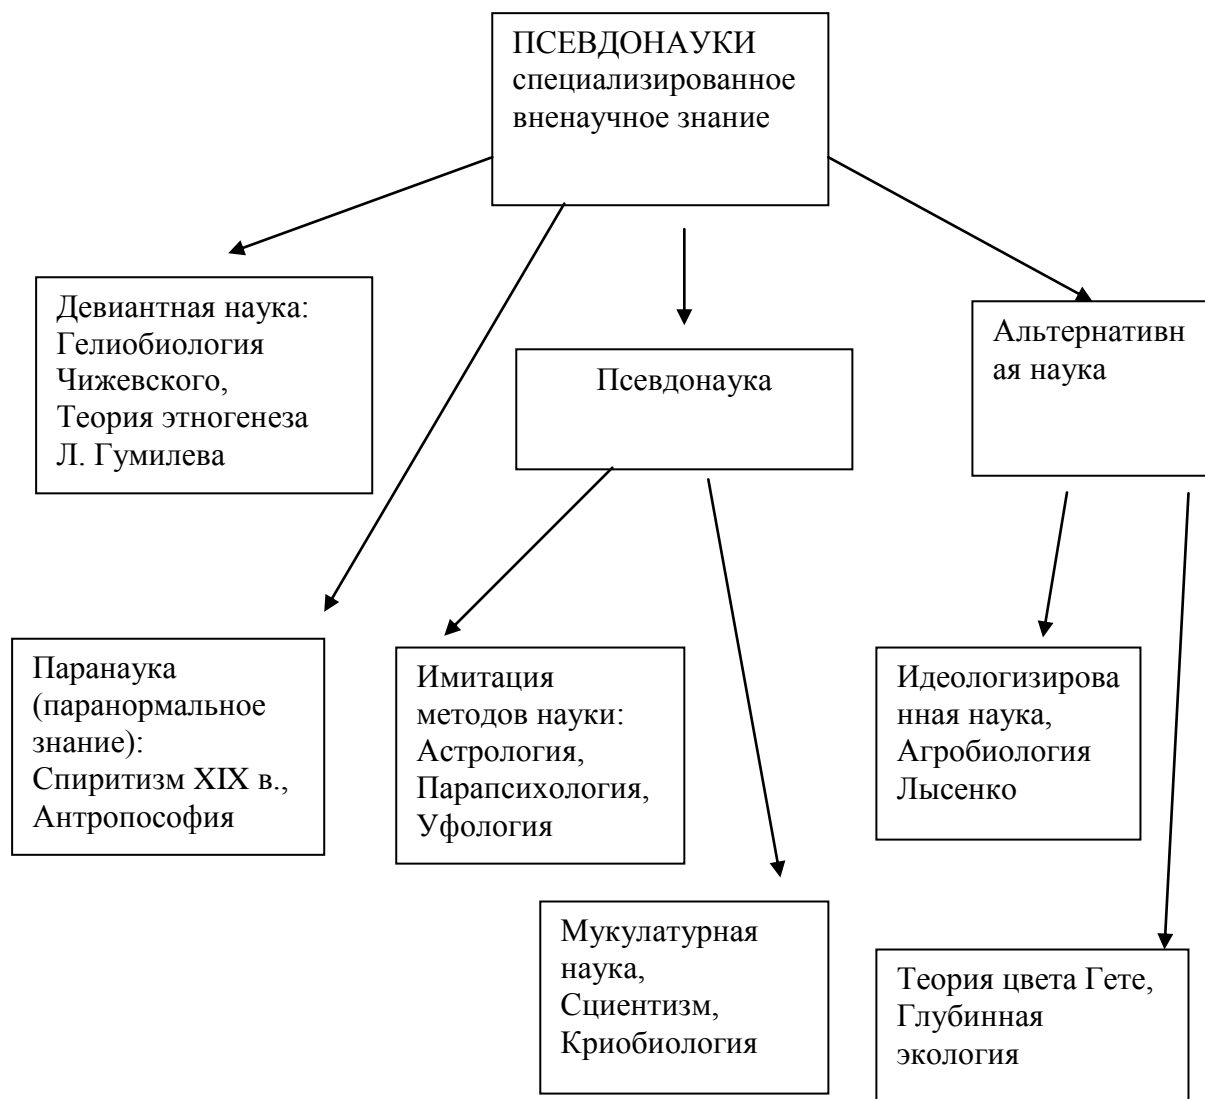 ПСЕВДОНАУКИ
специализированное
вненаучное знание
Девиантная наука:
Гелиобиология
Чижевского,
Теория этногенеза
Л. Гумилева
Псевдонаука
Альтернативн
ая наука
Паранаука
(паранормальное
знание):
Спиритизм XIX в.,
Антропософия
Имитация
методов науки:
Астрология,
Парапсихология,
Уфология
Идеологизирова
нная наука,
Агробиология
Лысенко
Мукулатурная
наука,
Сциентизм,
Криобиология
Теория цвета Гете,
Глубинная
экология